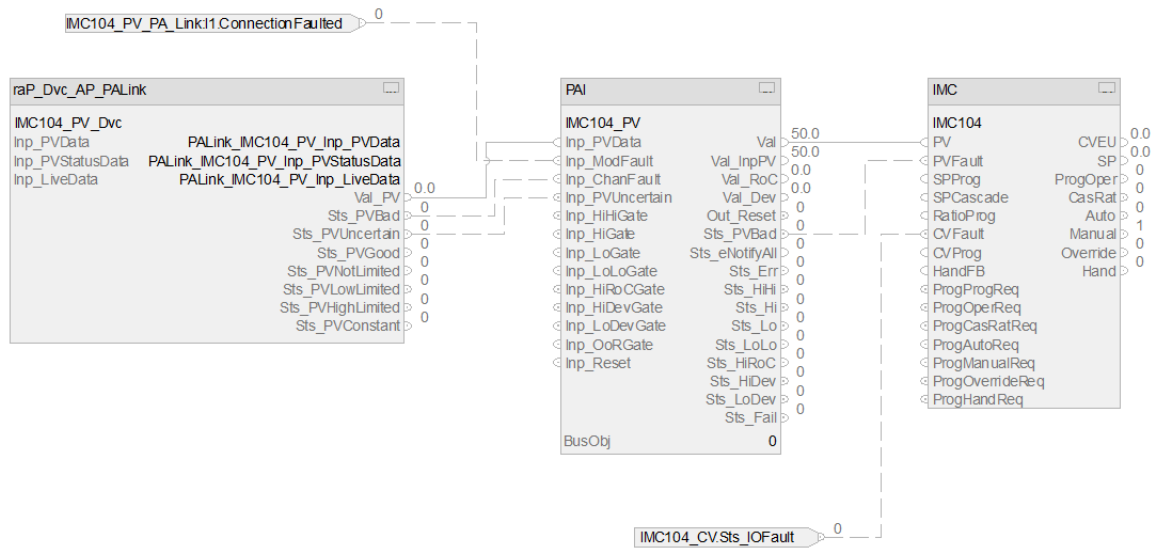 IMC104_PV_PA_Link:I1.ConnectionFaulted 0
raP_Dvc_AP_PALink
IMC104_PV_Dvc
Inp_PVData PALink_IMC104_PV_Inp_PVData
Inp_PVStatusData PALink_IMC104_PV_Inp_PVStatusData
Inp_LiveData PALink_IMC104_PV_Inp_LiveData
Val_PV 0.0
Sts_PVBad 0
Sts_PVUncertain 0
Sts_PVGood 0
Sts_PVNotLimited 0
Sts_PVLowLimited 0
Sts_PVHighLimited 0
Sts_PVConstant 0
PAI
IMC104_PV
Inp_PVData Val 50.0
Inp_ModFault Val_InpPV 50.0
Inp_ChanFault Val_RoC 0.0
Inp_PVUncertain Val_Dev 0.0
Inp_HiHiGate Out_Reset 0
Inp_HiGate Sts_PVBad 0
Inp_LoGate Sts_eNotifyAll 0
Inp_LoLoGate Sts_Err 0
Inp_HiRoCGate Sts_HiHi 0
Inp_HiDevGate Sts_Hi 0
Inp_LoDevGate Sts_Lo 0
Inp_OoRGate Sts_LoLo 0
Inp_Reset Sts_HiRoC 0
Sts_HiDev 0
Sts_LoDev 0
Sts_Fail 0
BusObj 0
IMC
IMC104
PV CVEU 0.0
PVFault SP 0.0
SPProg ProgOper 0
SPCascade CasRat 0
RatioProg Auto 0
CVFault Manual 1
CVProg Override 0
HandFB Hand 0
ProgProgReq
ProgOperReq
ProgCasRatReq
ProgAutoReq
ProgManualReq
ProgOverrideReq
ProgHandReq
IMC104_CV.Sts_IOFault 0